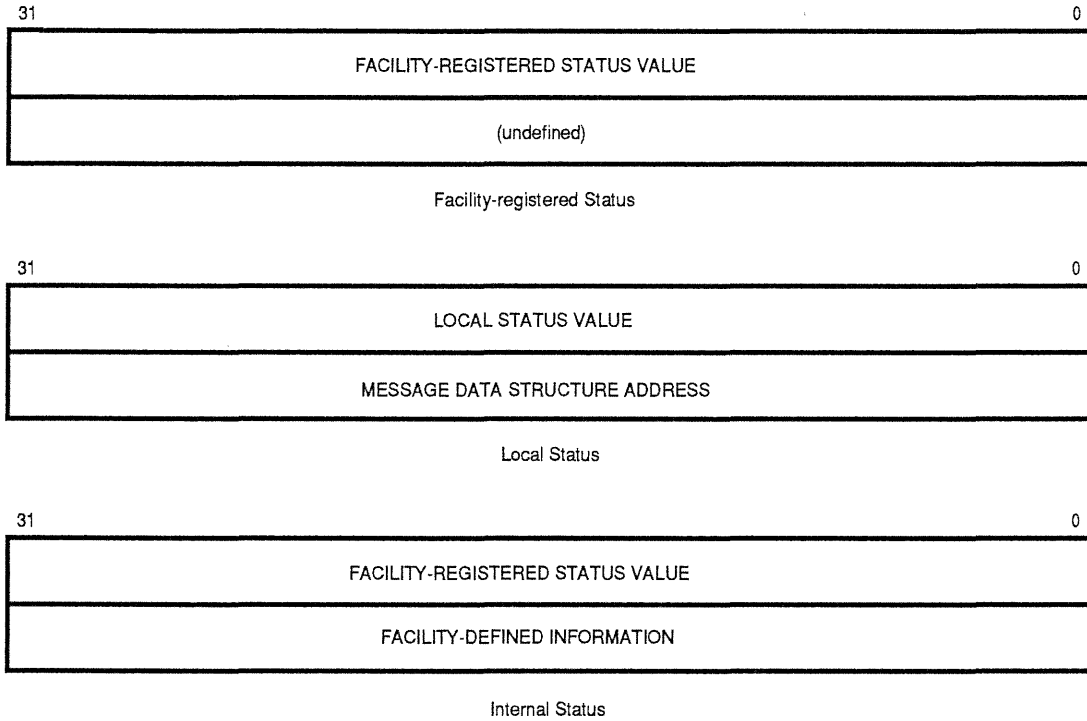 31 0
FACILITY-REGISTERED STATUS VALUE
(undefined)
Facility-registered Status
31 0
LOCAL STATUS VALUE
MESSAGE DATA STRUCTURE ADDRESS
Local Status
31 0
FACILITY-REGISTERED STATUS VALUE
FACILITY-DEFINED INFORMATION
Internal Status